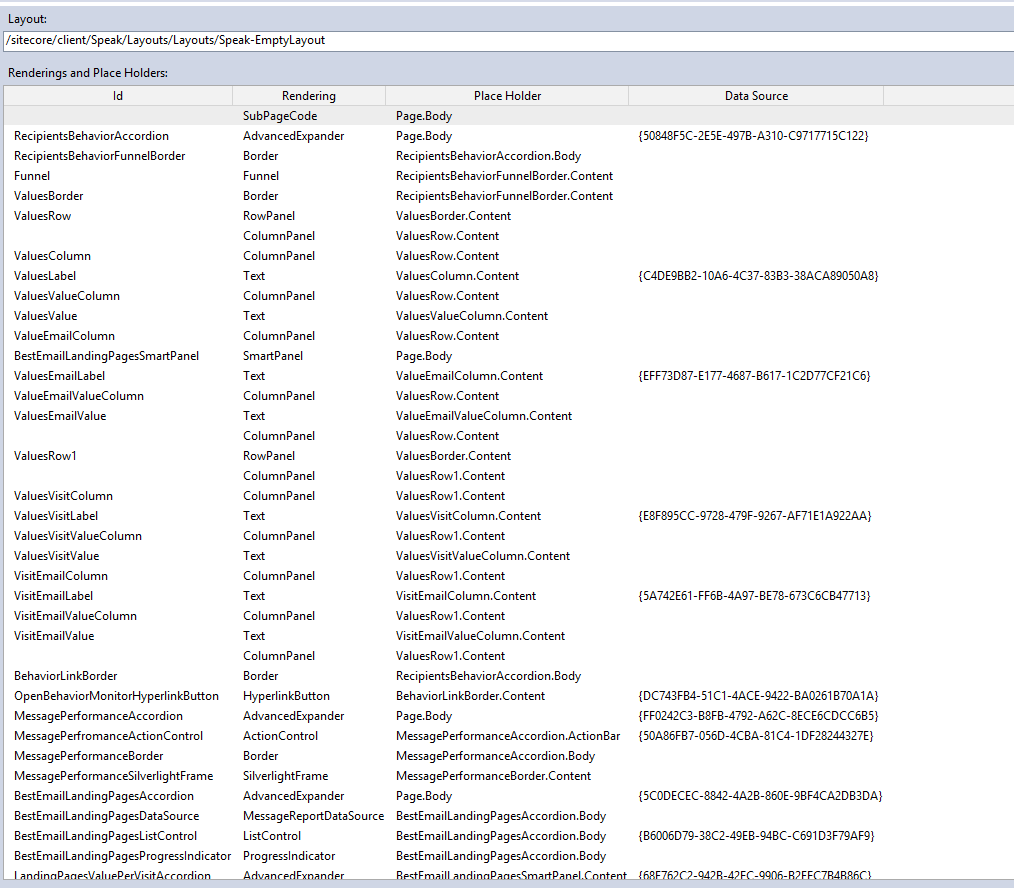 Layout:
/sitecore/client/Speak/Layouts/Layouts/Speak-EmptyLayout
Renderings and Place Holders:
Id Rendering Place Holder Data Source
SubPageCode Page.Body
RecipientsBehaviorAccordion AdvancedExpander Page.Body {50848F5C-2E5E-497B-A310-C9717715C122}
RecipientsBehaviorFunnelBorder Border RecipientsBehaviorAccordion.Body
Funnel Funnel RecipientsBehaviorFunnelBorder.Content
ValuesBorder Border RecipientsBehaviorFunnelBorder.Content
ValuesRow RowPanel ValuesBorder.Content
ColumnPanel ValuesRow.Content
ValuesColumn ColumnPanel ValuesRow.Content
ValuesLabel Text ValuesColumn.Content {C4DE9BB2-10A6-4C37-83B3-38ACA89050A8}
ValuesValueColumn ColumnPanel ValuesRow.Content
ValuesValue Text ValuesValueColumn.Content
ValueEmailColumn ColumnPanel ValuesRow.Content
BestEmailLandingPagesSmartPanel SmartPanel Page.Body
ValuesEmailLabel Text ValueEmailColumn.Content {EFF73D87-E177-4687-B617-1C2D77CF21C6}
ValueEmailValueColumn ColumnPanel ValuesRow.Content
ValuesEmailValue Text ValueEmailValueColumn.Content
ColumnPanel ValuesRow.Content
ValuesRow1 RowPanel ValuesBorder.Content
ColumnPanel ValuesRow1.Content
ValuesVisitColumn ColumnPanel ValuesRow1.Content
ValuesVisitLabel Text ValuesVisitColumn.Content {E8F895CC-9728-479F-9267-AF71E1A922AA}
ValuesVisitValueColumn ColumnPanel ValuesRow1.Content
ValuesVisitValue Text ValuesVisitValueColumn.Content
VisitEmailColumn ColumnPanel ValuesRow1.Content
VisitEmailLabel Text VisitEmailColumn.Content {5A742E61-FF6B-4A97-BE78-673C6CB47713}
VisitEmailValueColumn ColumnPanel ValuesRow1.Content
VisitEmailValue Text VisitEmailValueColumn.Content
ColumnPanel ValuesRow1.Content
BehaviorLinkBorder Border RecipientsBehaviorAccordion.Body
OpenBehaviorMonitorHyperlinkButton HyperlinkButton BehaviorLinkBorder.Content {DC743FB4-51C1-4ACE-9422-BA0261B70A1A}
MessagePerformanceAccordion AdvancedExpander Page.Body {FF0242C3-B8FB-4792-A62C-8ECE6CDCC6B5}
MessagePerfromanceActionControl ActionControl MessagePerformanceAccordion.ActionBar {50A86FB7-056D-4CBA-81C4-1DF28244327E}
MessagePerformanceBorder Border MessagePerformanceAccordion.Body
MessagePerformanceSilverlightFrame SilverlightFrame MessagePerformanceBorder.Content
BestEmailLandingPagesAccordion AdvancedExpander Page.Body {5C0DECEC-8842-4A2B-860E-9BF4CA2DB3DA}
BestEmailLandingPagesDataSource MessageReportDataSource BestEmailLandingPagesAccordion.Body
BestEmailLandingPagesListControl ListControl BestEmailLandingPagesAccordion.Body {B6006D79-38C2-49EB-94BC-C691D3F79AF9}
BestEmailLandingPagesProgressIndicator ProgressIndicator BestEmailLandingPagesAccordion.Body
LandingPagesValuePerVisitAccordion AdvancedExpander BestEmailLandingPagesSmartPanel.Content {68F762C2-942B-42FC-9906-B2FFC7B4B86C}